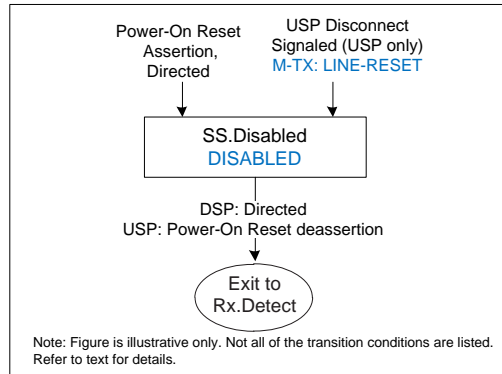 Power-On Reset
Assertion,
Directed
USP Disconnect
Signaled (USP only)
M-TX: LINE-RESET
SS.Disabled
DISABLED
DSP: Directed
USP: Power-On Reset deassertion
Exit to
Rx.Detect
Note: Figure is illustrative only. Not all of the transition conditions are listed.
Refer to text for details.